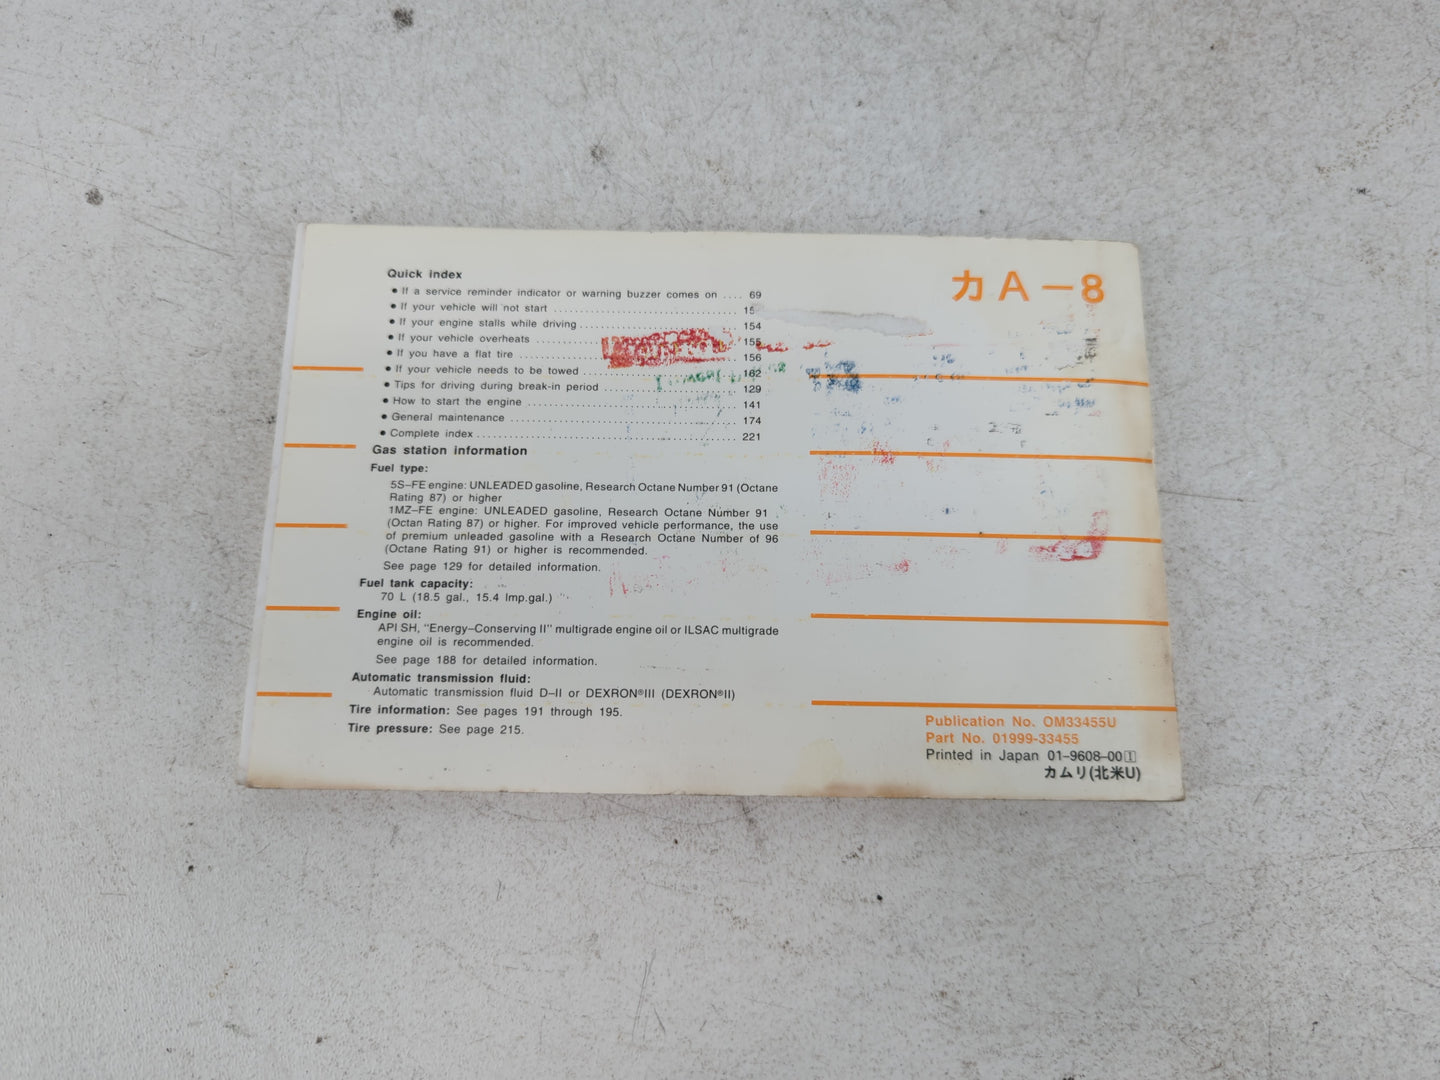 Quick index
● If a service reminder indicator or warning buzzer comes on .... 69
● If your vehicle will not start
● If your engine stalls while driving 154
● If your vehicle overheats 155
● If you have a flat tire 156
● If your vehicle needs to be towed 162
● Tips for driving during break-in period 129
● How to start the engine 141
● General maintenance 174
● Complete index 221
Gas station information
Fuel type:
5S–FE engine: UNLEADED gasoline, Research Octane Number 91 (Octane
Rating 87) or higher
1MZ–FE engine: UNLEADED gasoline, Research Octane Number 91
(Octan Rating 87) or higher. For improved vehicle performance, the use
of premium unleaded gasoline with a Research Octane Number of 96
(Octane Rating 91) or higher is recommended.
See page 129 for detailed information.
Fuel tank capacity:
70 L (18.5 gal., 15.4 Imp.gal.)
Engine oil:
API SH, “Energy–Conserving II” multigrade engine oil or ILSAC multigrade
engine oil is recommended.
See page 188 for detailed information.
Automatic transmission fluid:
Automatic transmission fluid D–II or DEXRON®III (DEXRON®II)
Tire information: See pages 191 through 195.
Tire pressure: See page 215.
カA－8
Publication No. OM33455U
Part No. 01999-33455
Printed in Japan 01–9608–00 1
カムリ(北米U)